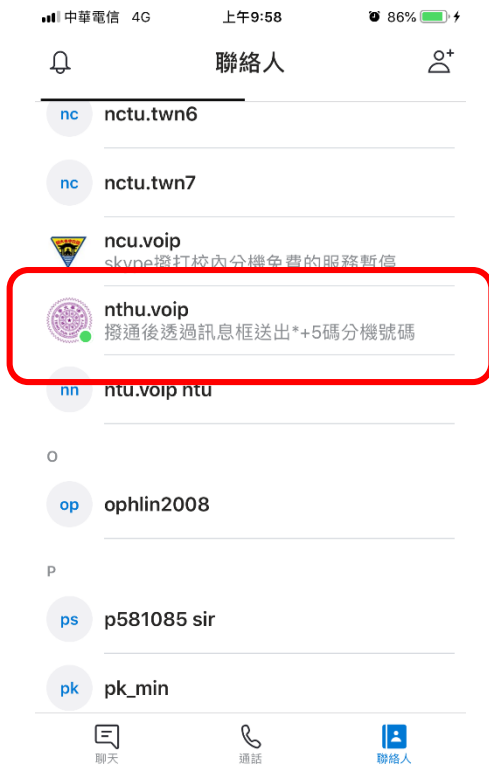 中華電信 4G 上午9:58 86%
聯絡人
nc nctu.twn6
nc nctu.twn7
ncu.voip
skype撥打校內分機免費的服務暫停
nthu.voip
撥通後透過訊息框送出*+5碼分機號碼
nn ntu.voip ntu
O
op ophlin2008
P
ps p581085 sir
pk pk_min
聊天 通話 聯絡人